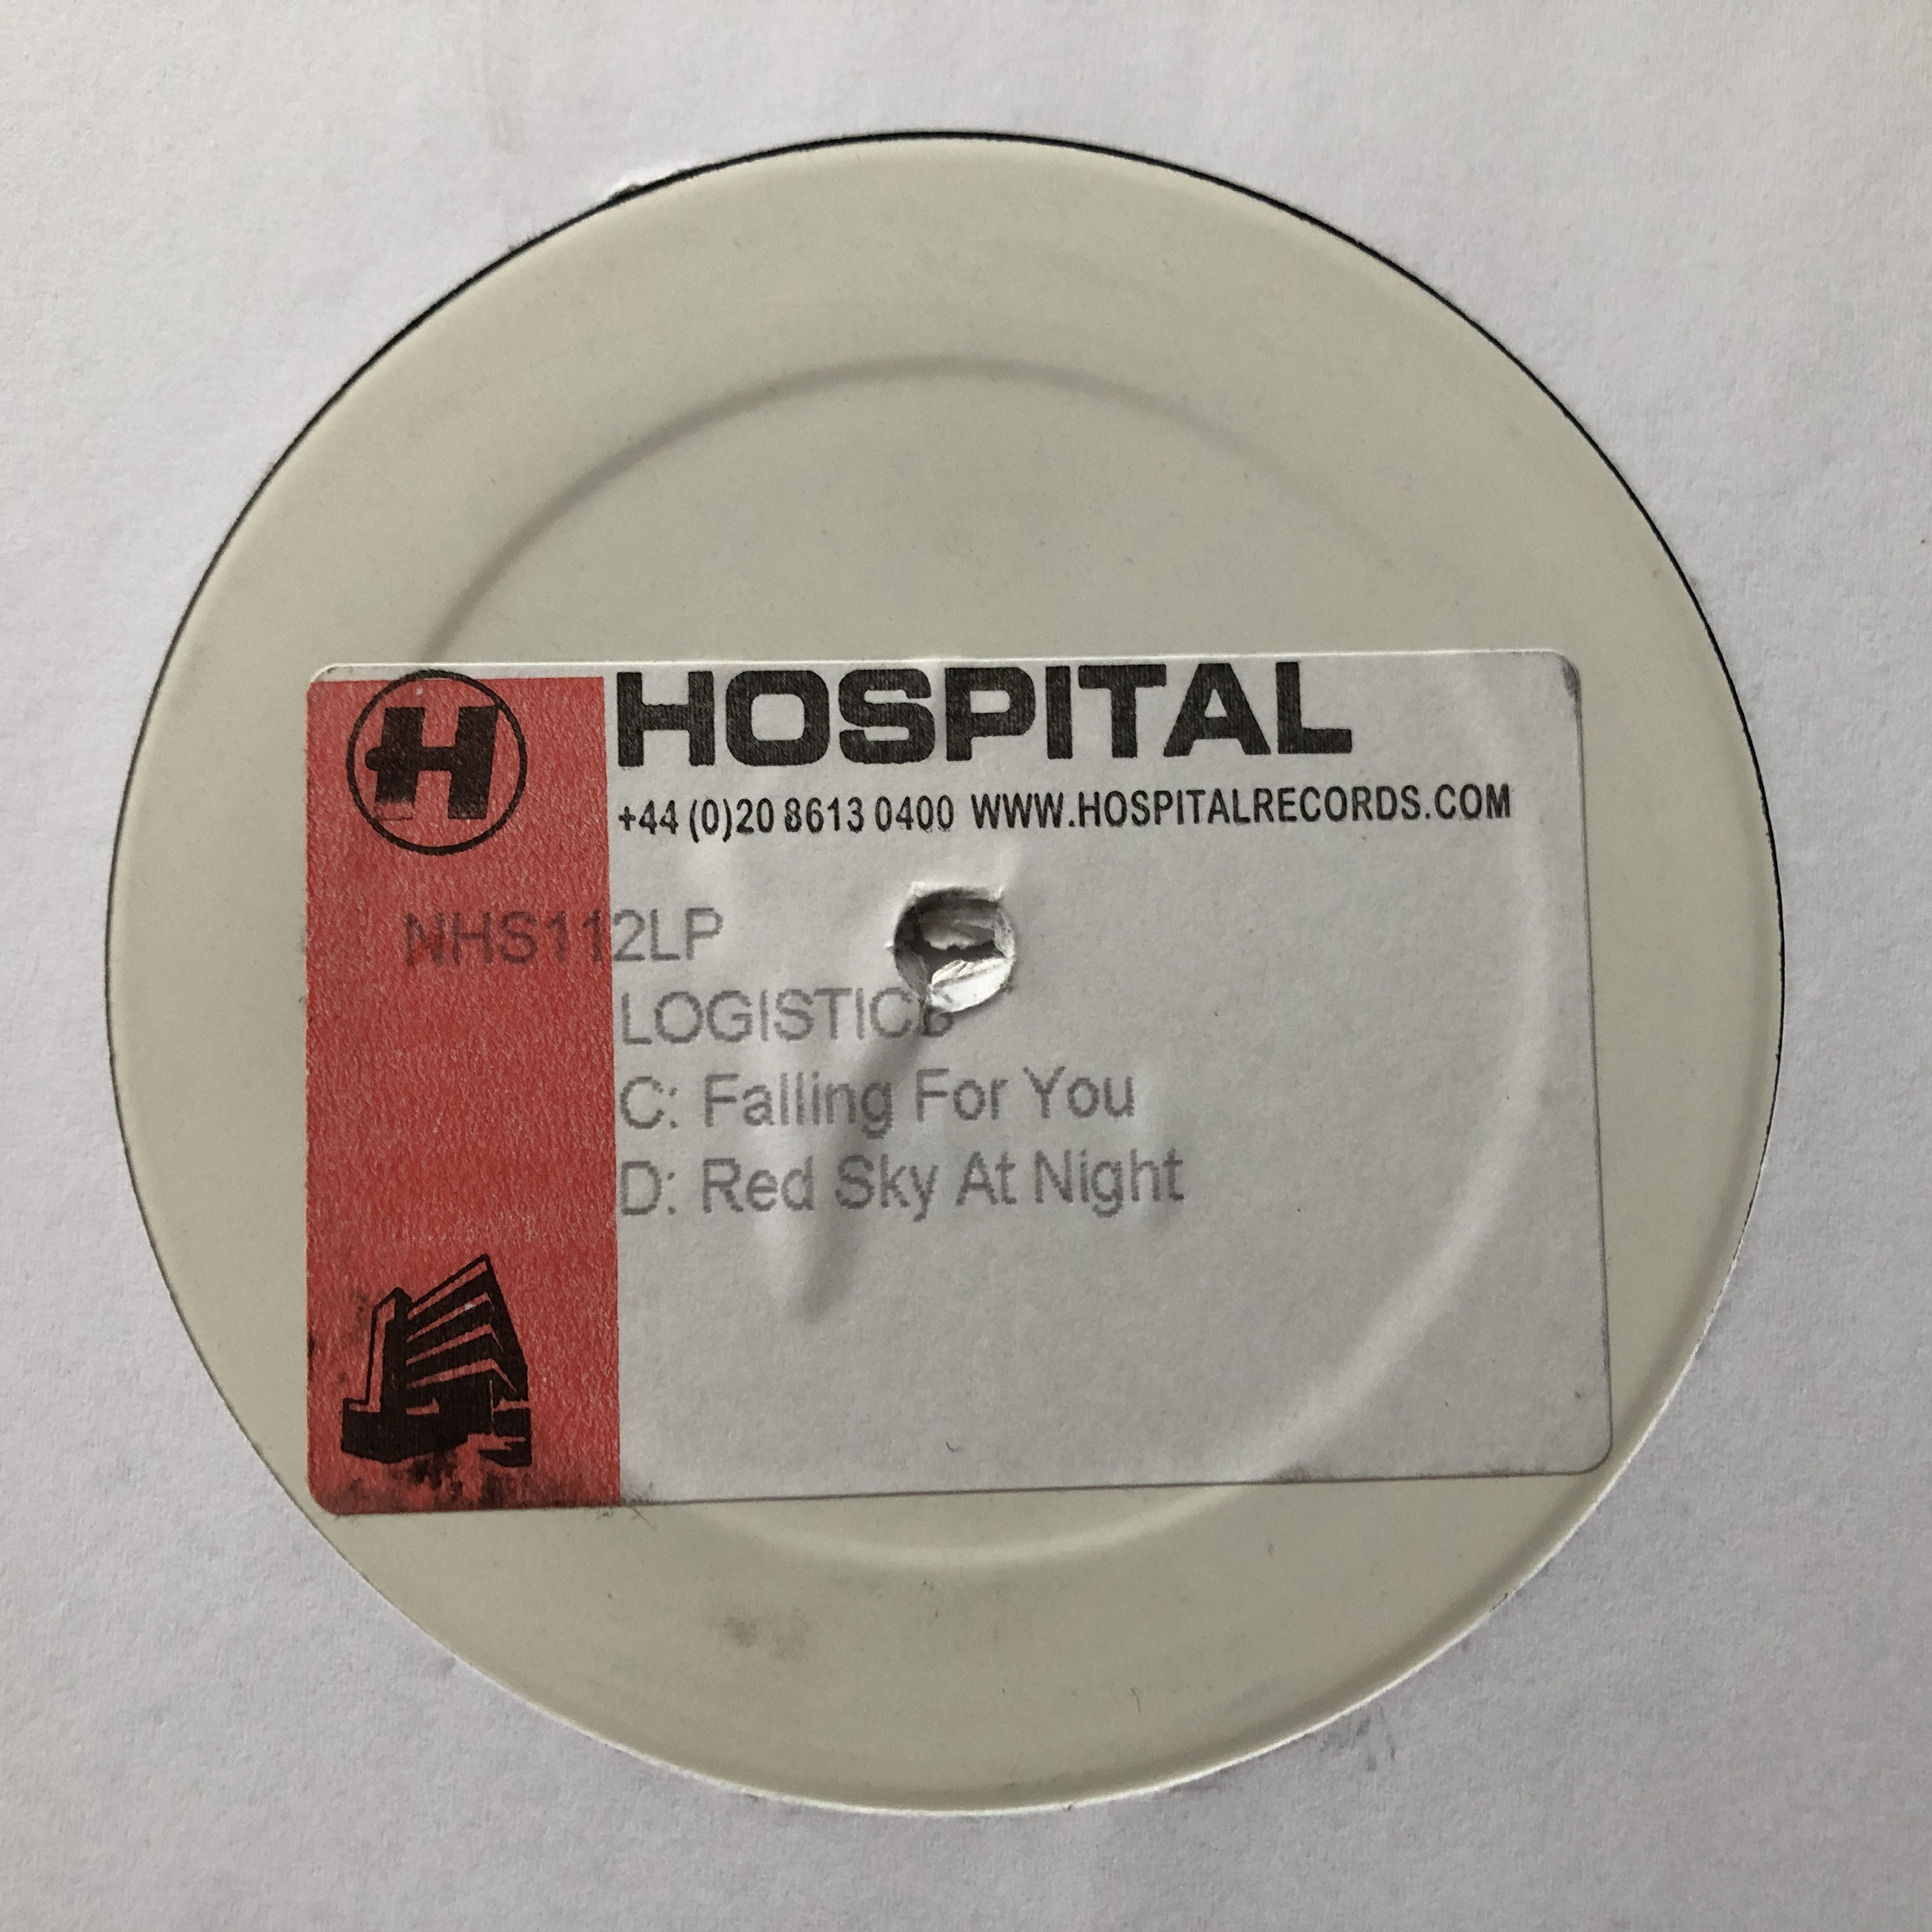 H HOSPITAL
+44 (0)20 8613 0400 WWW.HOSPITALRECORDS.COM
NHS112LP
LOGISTICS
C: Falling For You
D: Red Sky At Night